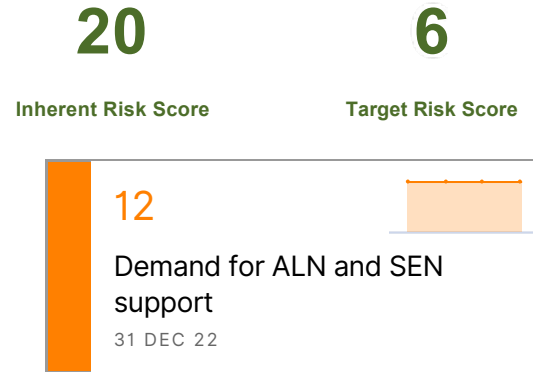 20
6
Inherent Risk Score
Target Risk Score
12
Demand for ALN and SEN
support
31 DEC 22